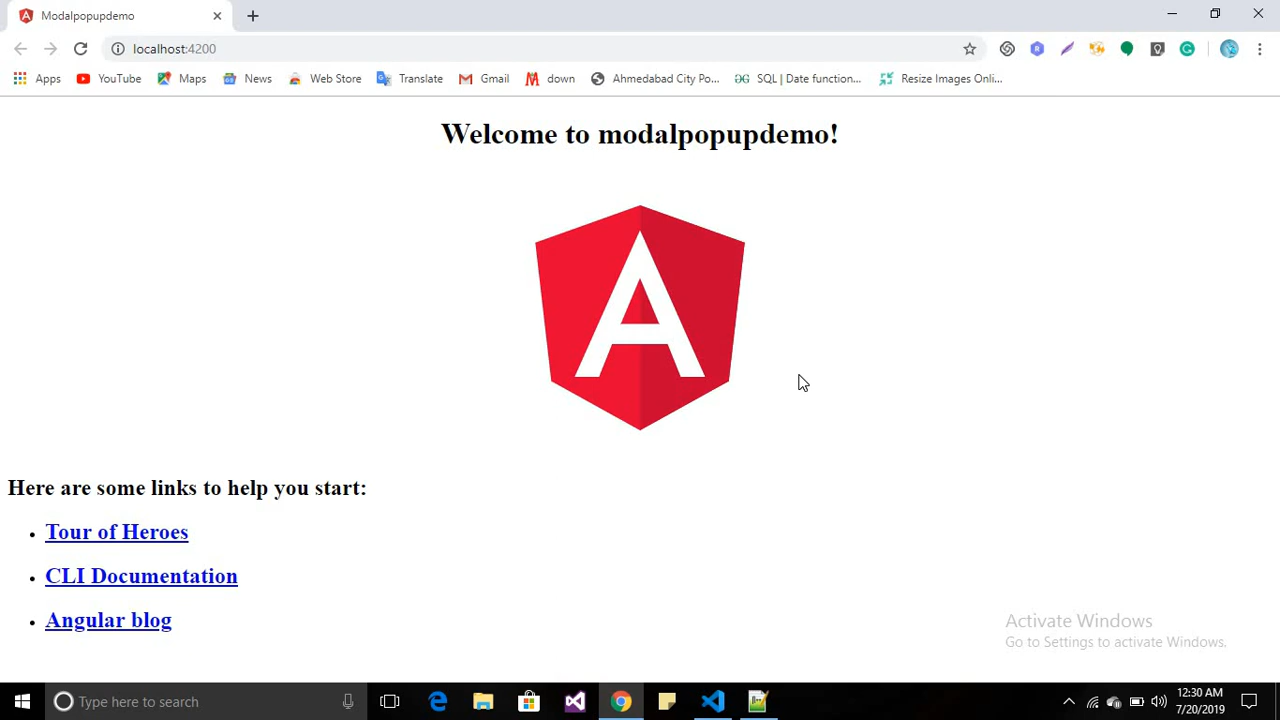 Modalpopupdemo
localhost:4200
Apps YouTube Maps News Web Store Translate Gmail down Ahmedabad City Po... SQL | Date function... Resize Images Onli...
Welcome to modalpopupdemo!
Here are some links to help you start:
Tour of Heroes
CLI Documentation
Angular blog
Activate Windows
Go to Settings to activate Windows.
Type here to search
12:30 AM
7/20/2019